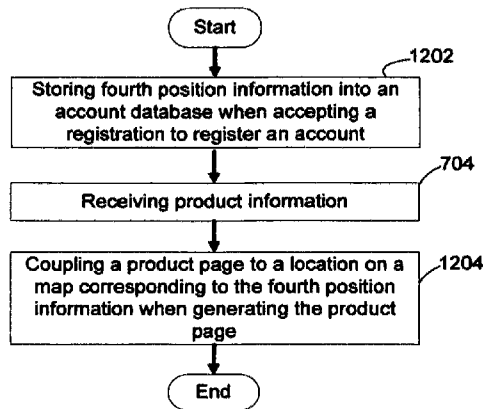 Start
1202
Storing fourth position information into an
account database when accepting a
registration to register an account
704
Receiving product information
1204
Coupling a product page to a location on a
map corresponding to the fourth position
information when generating the product
page
End